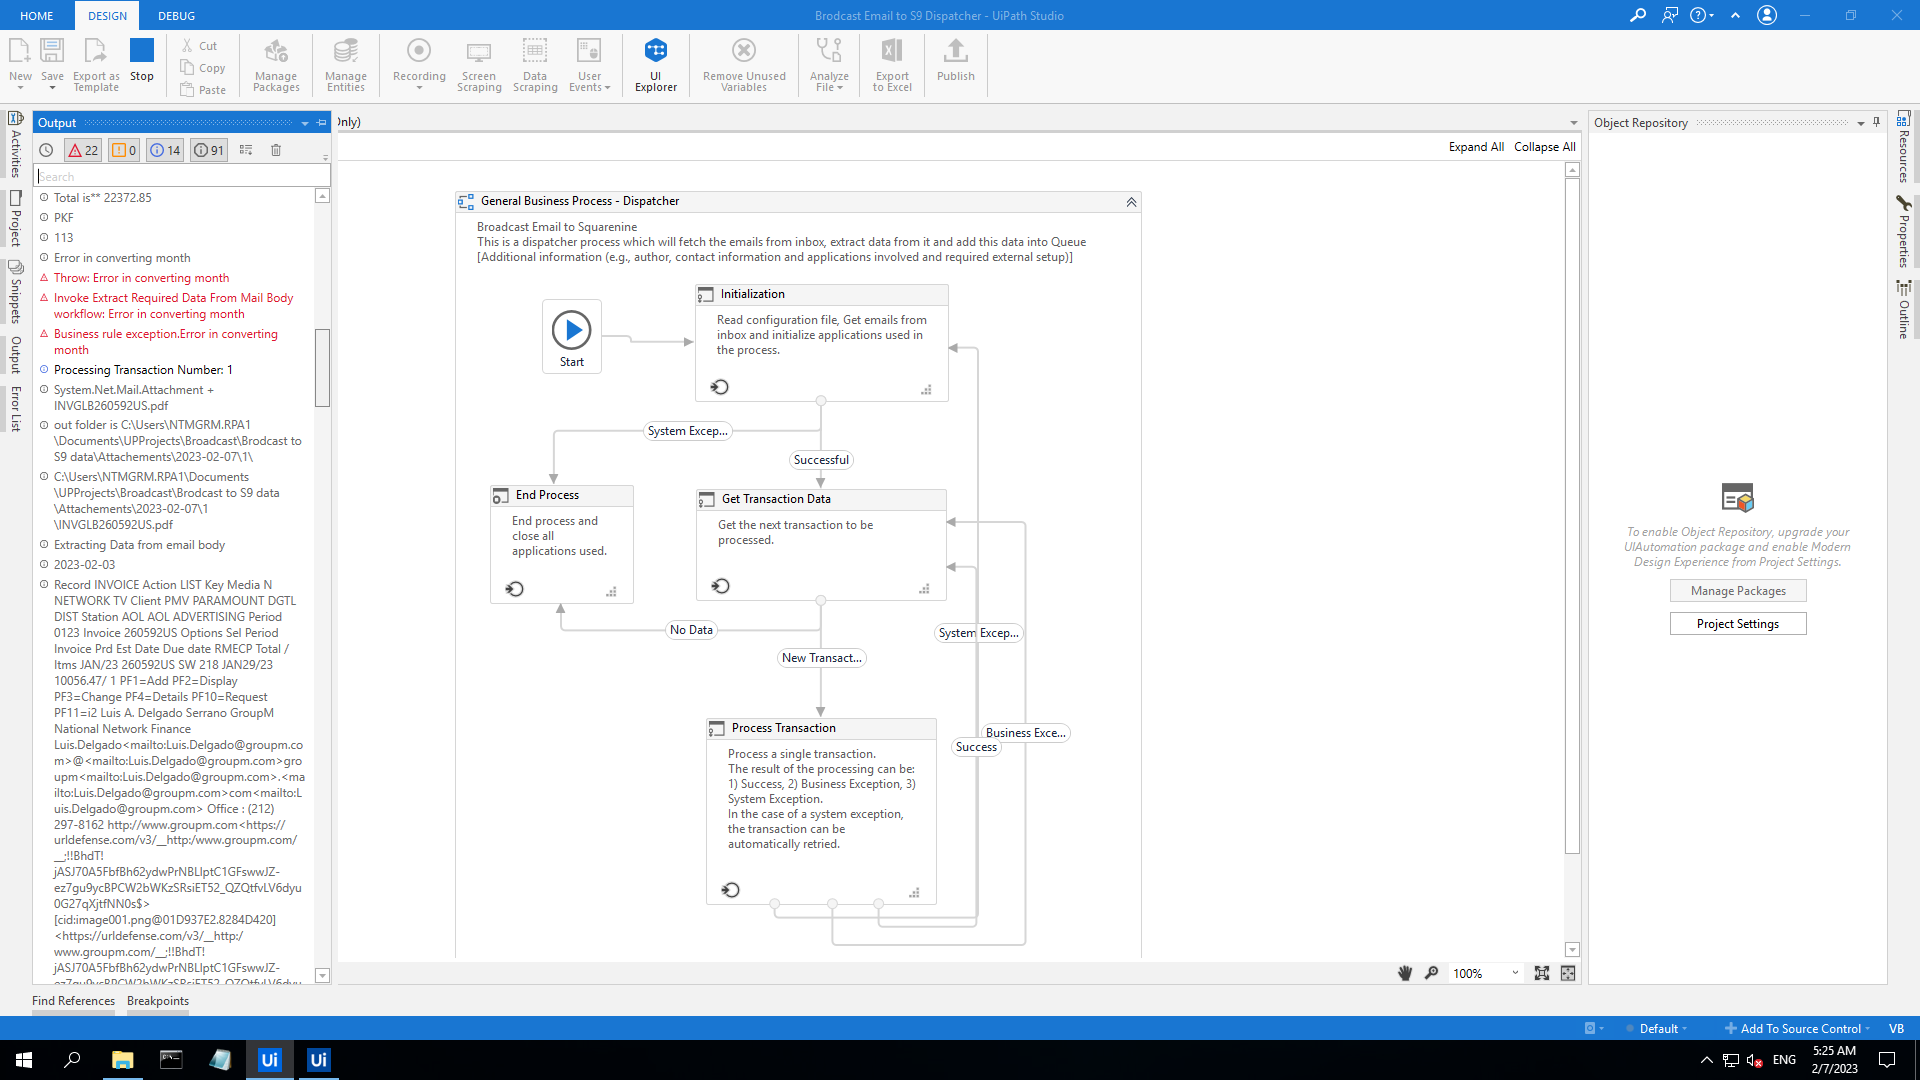 HOME
DESIGN
DEBUG
Brodcast Email to S9 Dispatcher - UiPath Studio
New
Save
Export as
Template
Stop
Cut
Copy
Paste
Manage
Packages
Manage
Entities
Recording
Screen
Scraping
Data
Scraping
User
Events
UI
Explorer
Remove Unused
Variables
Analyze
File
Export
to Excel
Publish
Activities
Project
Snippets
Output
Error List
Output
22
0
14
91
Search
Total is** 22372.85
PKF
113
Error in converting month
Throw: Error in converting month
Invoke Extract Required Data From Mail Body
workflow: Error in converting month
Business rule exception.Error in converting
month
Processing Transaction Number: 1
System.Net.Mail.Attachment +
INVGLB260592US.pdf
out folder is C:\Users\NTMGRM.RPA1
\Documents\UPProjects\Broadcast\Brodcast to
S9 data\Attachements\2023-02-07\1\
C:\Users\NTMGRM.RPA1\Documents
\UPProjects\Broadcast\Brodcast to S9 data
\Attachements\2023-02-07\1
\INVGLB260592US.pdf
Extracting Data from email body
2023-02-03
Record INVOICE Action LIST Key Media N
NETWORK TV Client PMV PARAMOUNT DGTL
DIST Station AOL AOL ADVERTISING Period
0123 Invoice 260592US Options Sel Period
Invoice Prd Est Date Due date RMECP Total /
Itms JAN/23 260592US SW 218 JAN29/23
10056.47/ 1 PF1=Add PF2=Display
PF3=Change PF4=Details PF10=Request
PF11=i2 Luis A. Delgado Serrano GroupM
National Network Finance
Luis.Delgado<mailto:Luis.Delgado@groupm.co
m>@<mailto:Luis.Delgado@groupm.com>gro
upm<mailto:Luis.Delgado@groupm.com>.<ma
ilto:Luis.Delgado@groupm.com>com<mailto:L
uis.Delgado@groupm.com> Office : (212)
297-8162 http://www.groupm.com<https://
urldefense.com/v3/__http:/www.groupm.com/
__;!!BhdT!
jASJ70A5FbfBh62ydwPrNBLlptC1GFswwJZ-
ez7gu9ycBPCW2bWKzSRsiET52_QZQtfvLV6dyu
0G27qXjtfNN0s$>
[cid:image001.png@01D937E2.8284D420]
<https://urldefense.com/v3/__http:/
www.groupm.com/__;!!BhdT!
jASJ70A5FbfBh62ydwPrNBLlptC1GFswwJZ-
ez7gu9ycBPCW2bWKzSRsiET52_QZQtfvLV6dyu
Only)
Expand All
Collapse All
General Business Process - Dispatcher
Broadcast Email to Squarenine
This is a dispatcher process which will fetch the emails from inbox, extract data from it and add this data into Queue
[Additional information (e.g., author, contact information and applications involved and required external setup)]
Start
Initialization
Read configuration file, Get emails from
inbox and initialize applications used in
the process.
System Excep...
Successful
End Process
End process and
close all
applications used.
Get Transaction Data
Get the next transaction to be
processed.
No Data
System Excep...
New Transact...
Process Transaction
Process a single transaction.
The result of the processing can be:
1) Success, 2) Business Exception, 3)
System Exception.
In the case of a system exception,
the transaction can be
automatically retried.
Business Exce...
Success
100%
Object Repository
To enable Object Repository, upgrade your
UIAutomation package and enable Modern
Design Experience from Project Settings.
Manage Packages
Project Settings
Resources
Properties
Outline
Find References
Breakpoints
Default
Add To Source Control
VB
Ui
Ui
ENG
5:25 AM
2/7/2023